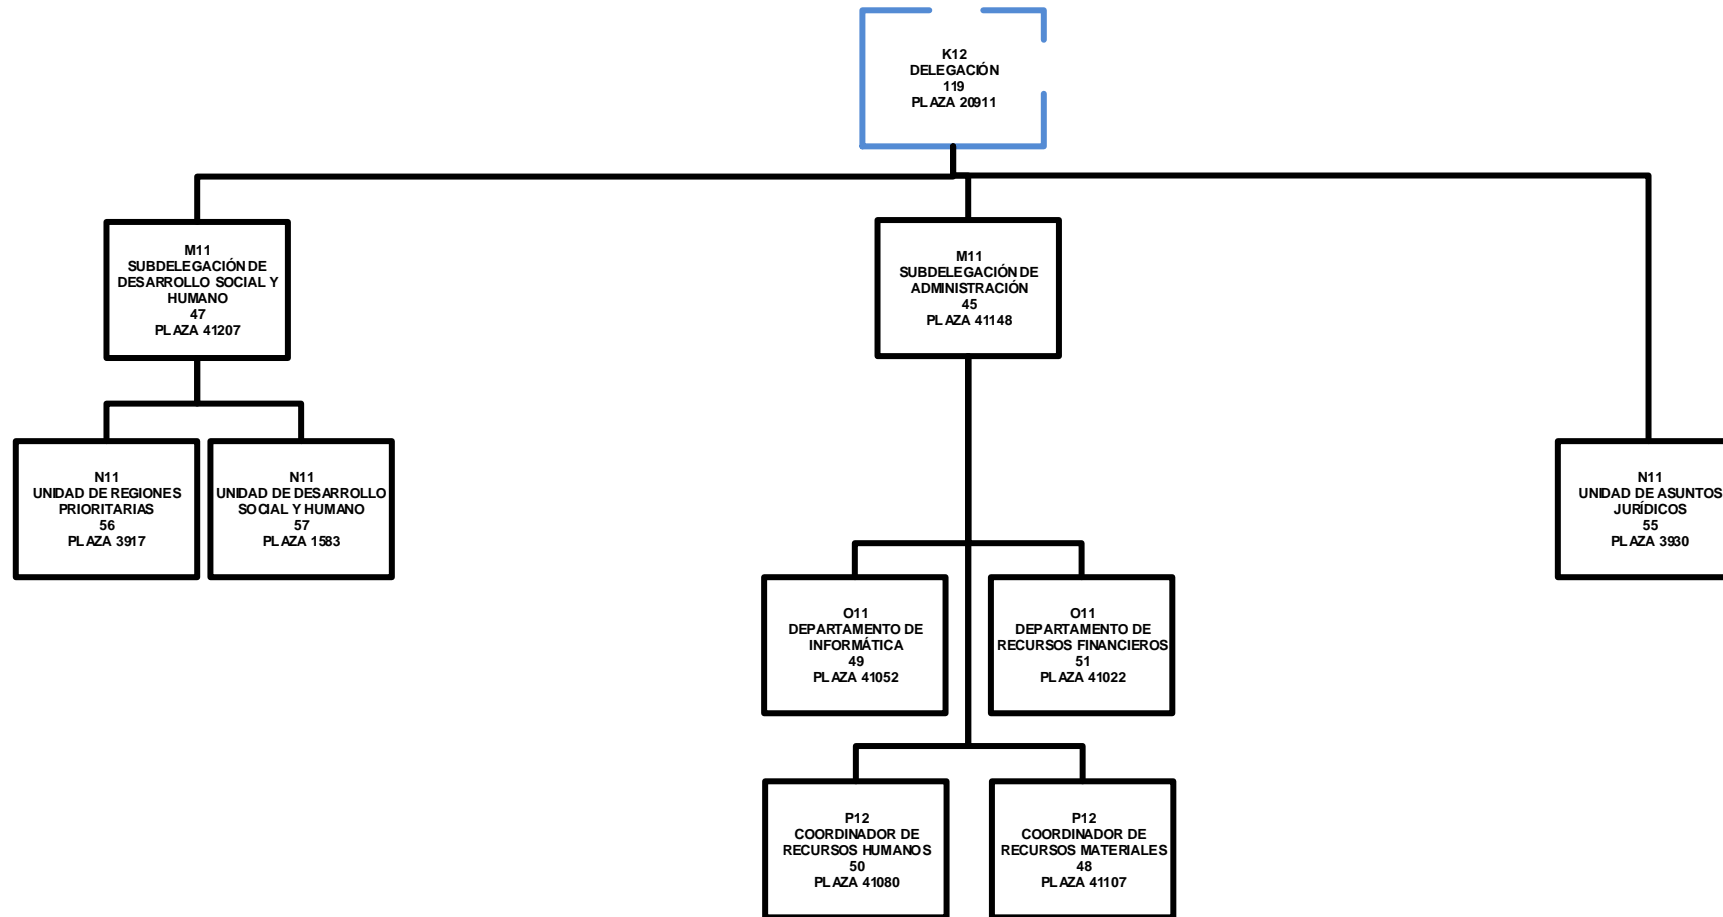 K12
DELEGACIÓN
119
PLAZA 20911
M11
SUBDELEGACIÓN DE
DESARROLLO SOCIAL Y
HUMANO
47
PLAZA 41207
M11
SUBDELEGACIÓN DE
ADMINISTRACIÓN
45
PLAZA 41148
N11
UNIDAD DE REGIONES
PRIORITARIAS
56
PLAZA 3917
N11
UNIDAD DE DESARROLLO
SOCIAL Y HUMANO
57
PLAZA 1583
N11
UNIDAD DE ASUNTOS
JURÍDICOS
55
PLAZA 3930
O11
DEPARTAMENTO DE
INFORMÁTICA
49
PLAZA 41052
O11
DEPARTAMENTO DE
RECURSOS FINANCIEROS
51
PLAZA 41022
P12
COORDINADOR DE
RECURSOS HUMANOS
50
PLAZA 41080
P12
COORDINADOR DE
RECURSOS MATERIALES
48
PLAZA 41107